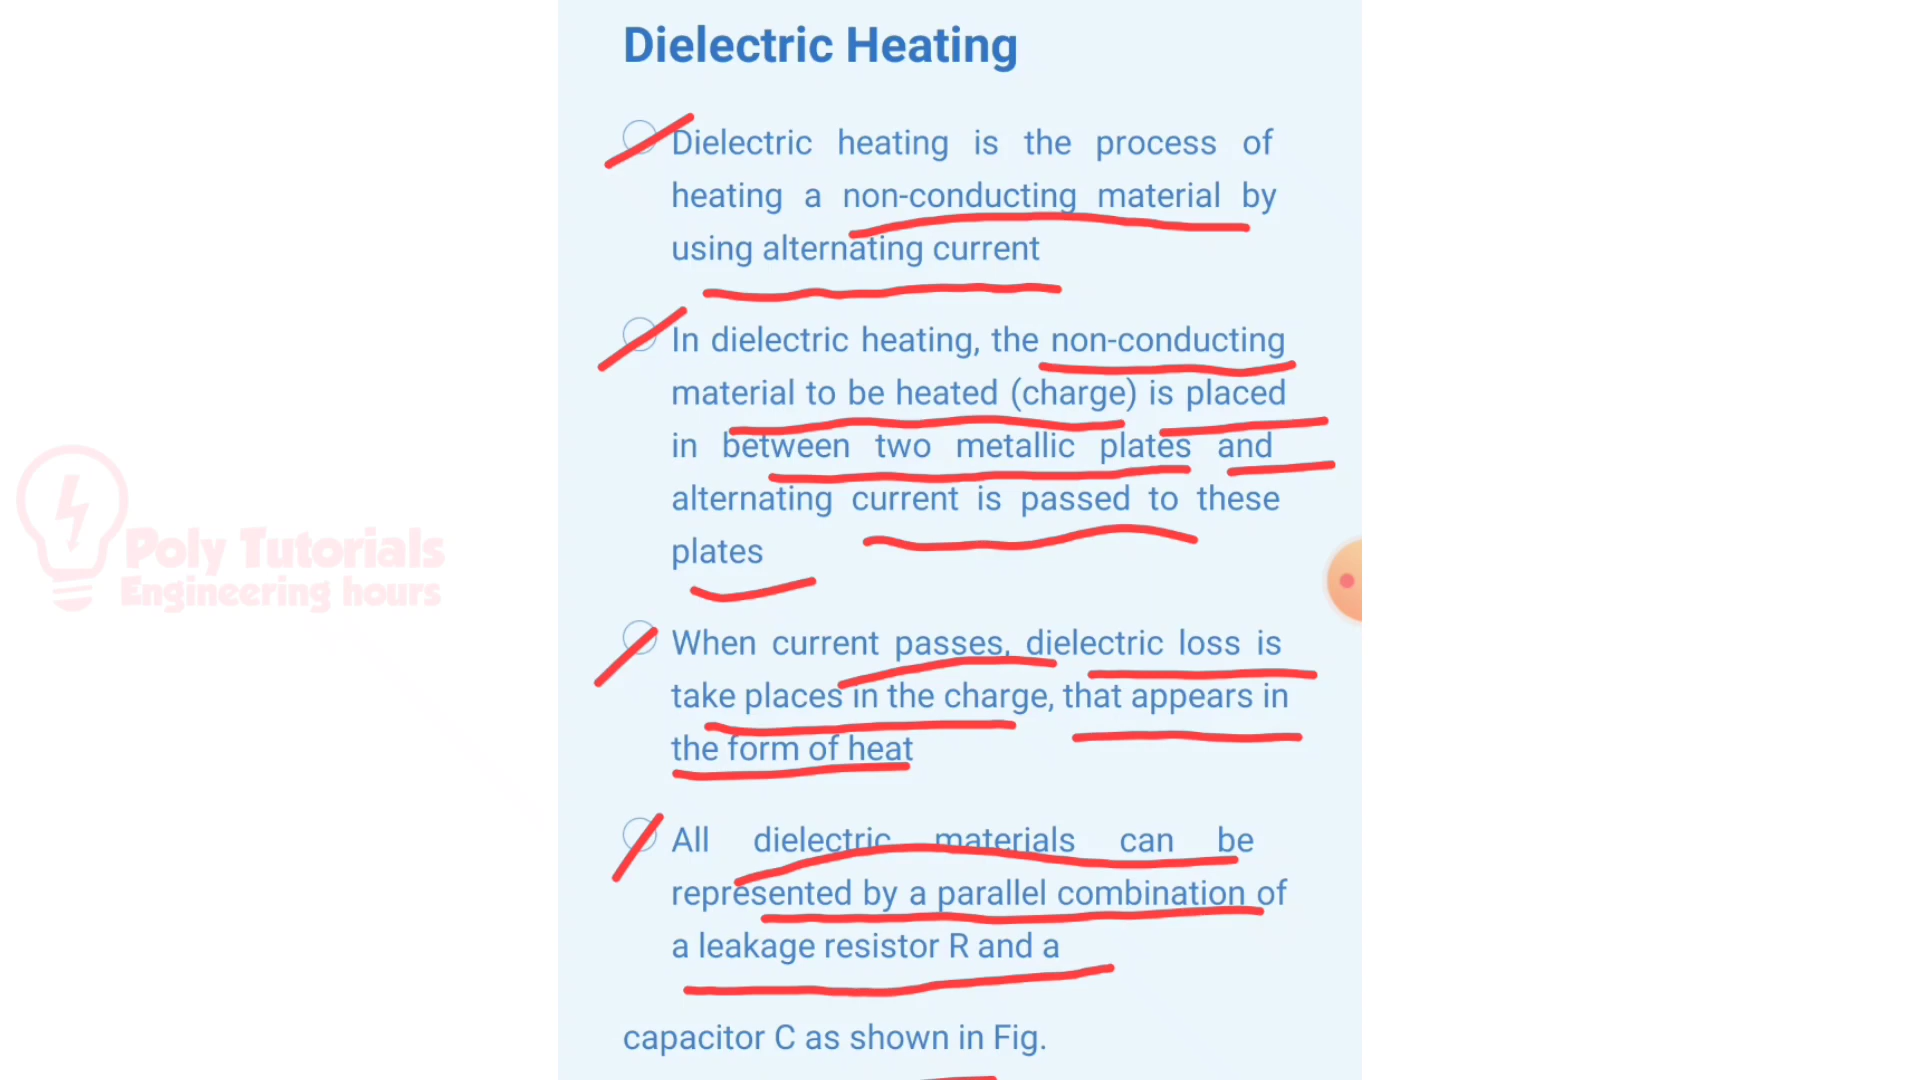 Dielectric Heating
Dielectric heating is the process of
heating a non-conducting material by
using alternating current
In dielectric heating, the non-conducting
material to be heated (charge) is placed
in between two metallic plates and
alternating current is passed to these
plates
When current passes, dielectric loss is
take places in the charge, that appears in
the form of heat
All dielectric materials can be
represented by a parallel combination of
a leakage resistor R and a
capacitor C as shown in Fig.
Poly Tutorials
Engineering hours